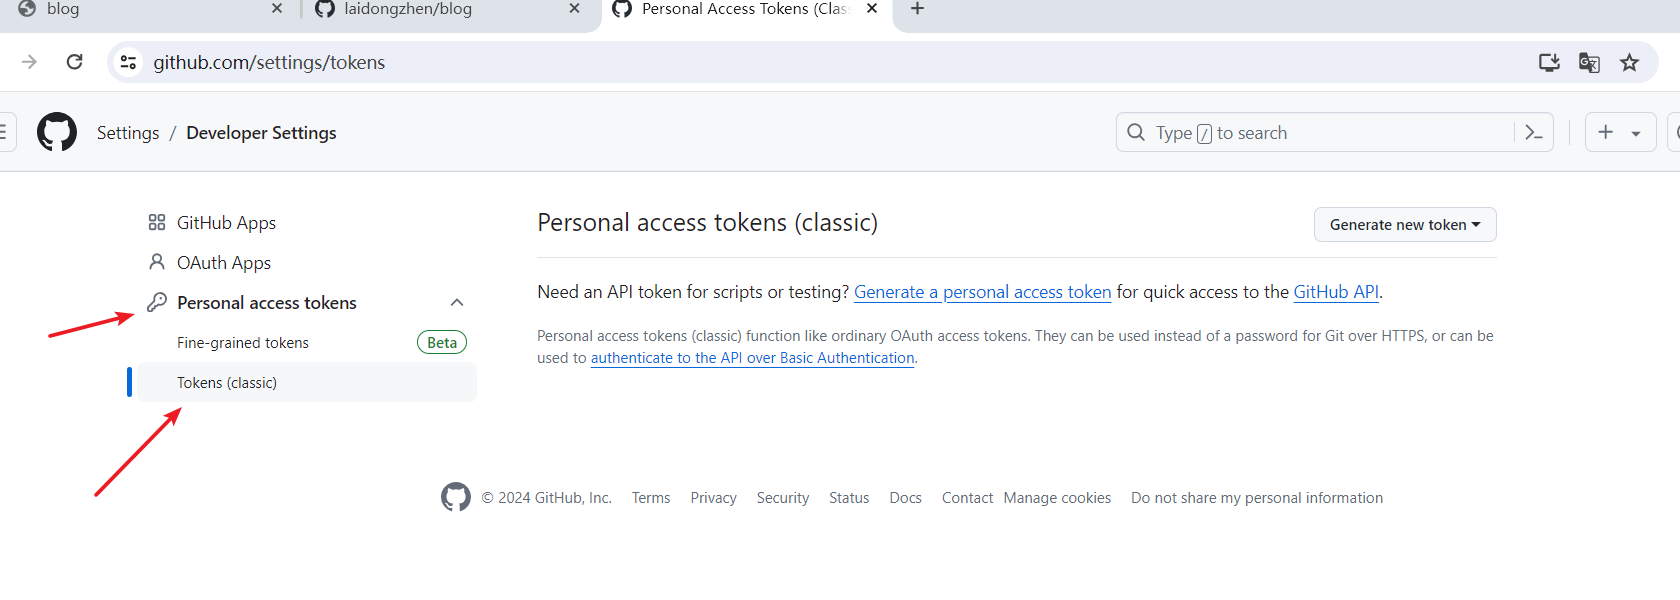 blog
laidongzhen/blog
Personal Access Tokens (Clas
github.com/settings/tokens
Settings / Developer Settings
Type / to search
GitHub Apps
OAuth Apps
Personal access tokens
Fine-grained tokens
Beta
Tokens (classic)
Personal access tokens (classic)
Generate new token
Need an API token for scripts or testing? Generate a personal access token for quick access to the GitHub API.
Personal access tokens (classic) function like ordinary OAuth access tokens. They can be used instead of a password for Git over HTTPS, or can be
used to authenticate to the API over Basic Authentication.
© 2024 GitHub, Inc. Terms Privacy Security Status Docs Contact Manage cookies Do not share my personal information